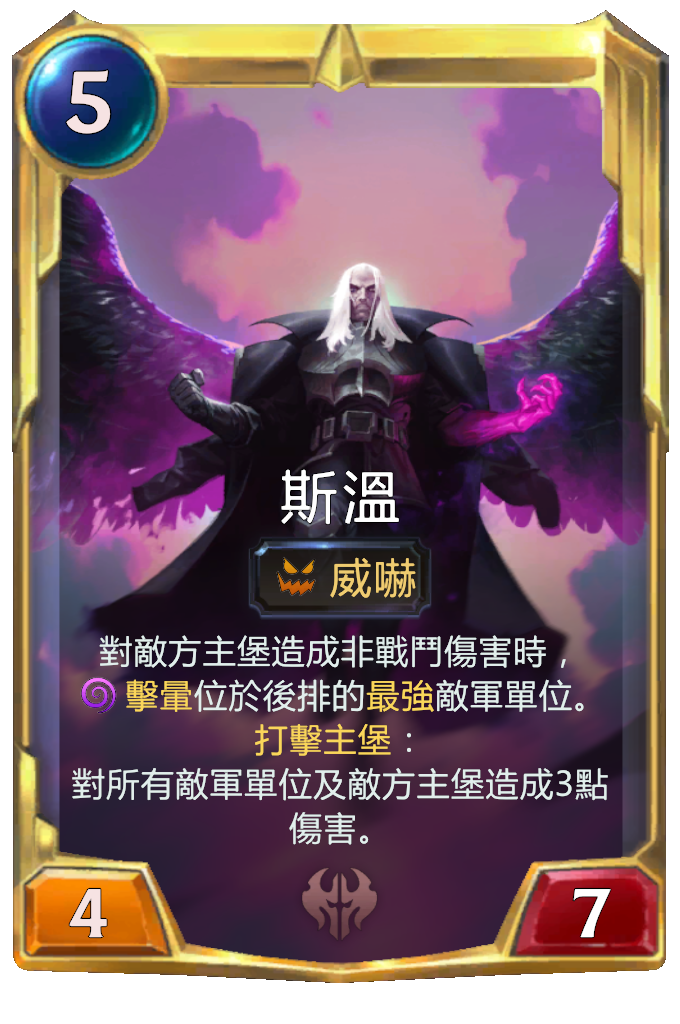 5
斯溫
威嚇
對敵方主堡造成非戰鬥傷害時，
擊暈位於後排的最強敵軍單位。
打擊主堡：
對所有敵軍單位及敵方主堡造成3點
傷害。
4
7